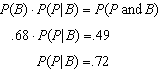 P(B) · P(P|B) = P(P and B)
.68 · P(P|B) = .49
P(P|B) = .72